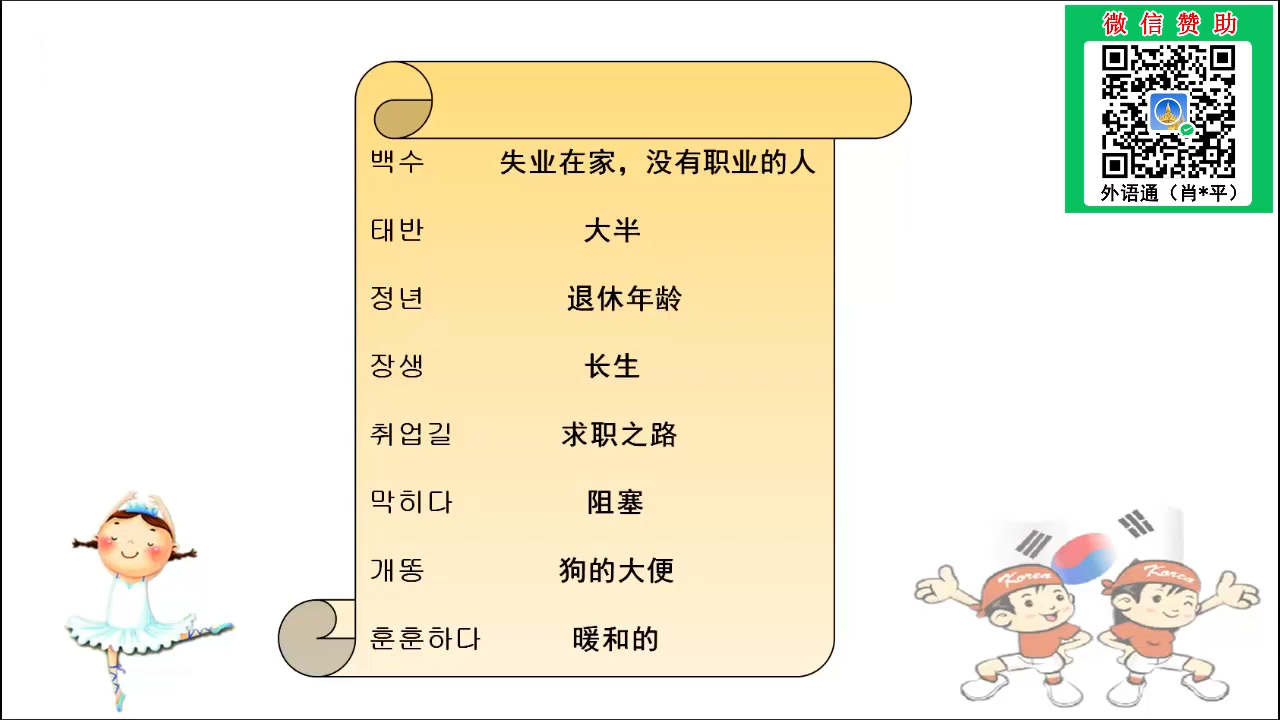 微信赞助
外语通（肖*平）
백수 失业在家，没有职业的人
태반 大半
정년 退休年龄
장생 长生
취업길 求职之路
막히다 阻塞
개똥 狗的大便
훈훈하다 暖和的
Korea
Korea